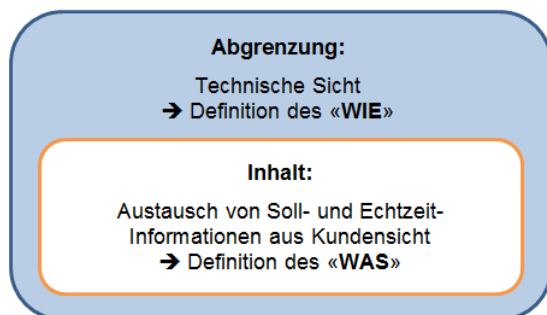 Abgrenzung:
Technische Sicht
➔ Definition des «WIE»
Inhalt:
Austausch von Soll- und Echtzeit-
Informationen aus Kundensicht
➔ Definition des «WAS»